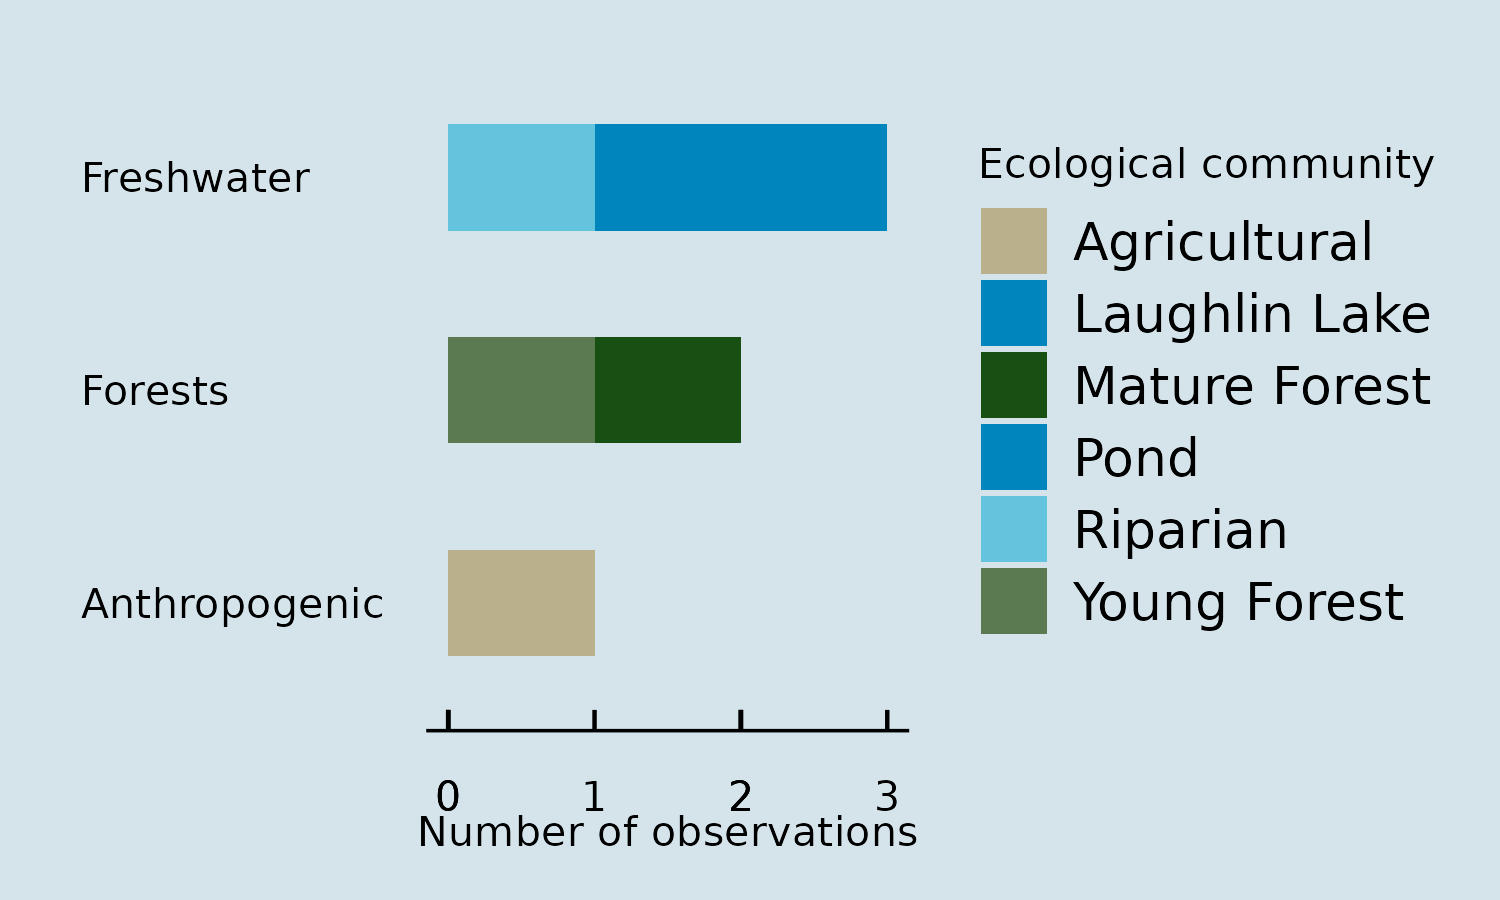 Freshwater
Forests
Anthropogenic
0 1 2 3
Number of observations
Ecological community
Agricultural
Laughlin Lake
Mature Forest
Pond
Riparian
Young Forest